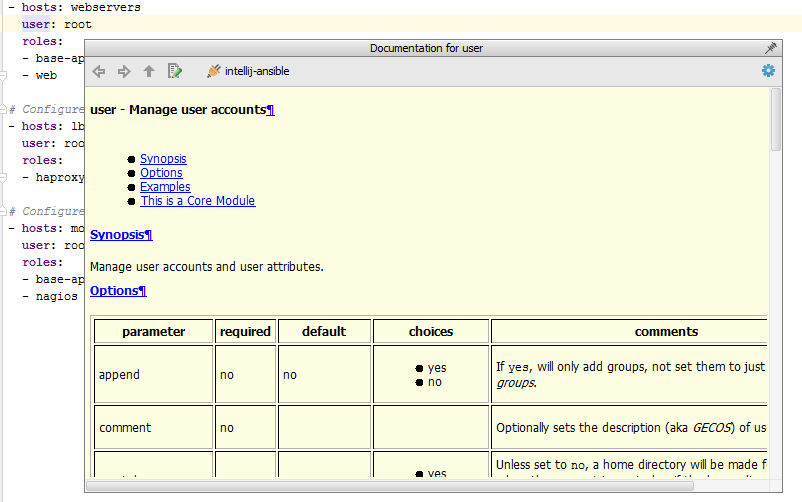 - hosts: webservers
user: root
roles:
- base-ap
- web
# Configure
- hosts: lb
user: roo
roles:
- haproxy
# Configure
- hosts: mo
user: roo
roles:
- base-ap
- nagios
Documentation for user
intellij-ansible
user - Manage user accounts¶
Synopsis
Options
Examples
This is a Core Module
Synopsis¶
Manage user accounts and user attributes.
Options¶
parameter required default choices comments
append no no yes no If yes, will only add groups, not set them to just
groups.
comment no Optionally sets the description (aka GECOS) of us
yes Unless set to no, a home directory will be made f